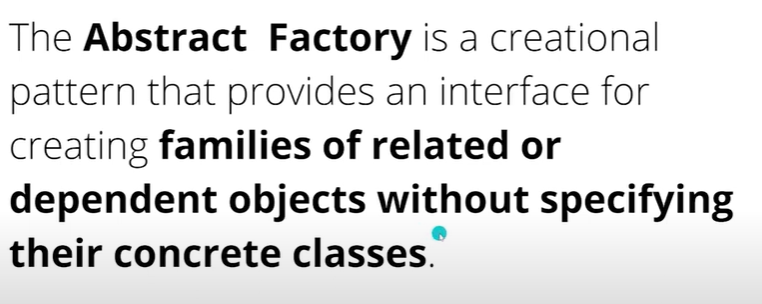 The Abstract Factory is a creational
pattern that provides an interface for
creating families of related or
dependent objects without specifying
their concrete classes.